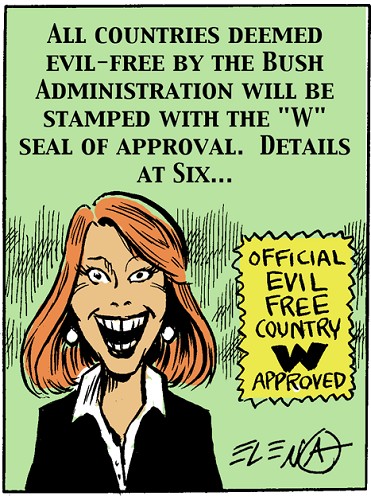 ALL COUNTRIES DEEMED
EVIL-FREE BY THE BUSH
ADMINISTRATION WILL BE
STAMPED WITH THE "W"
SEAL OF APPROVAL. DETAILS
AT SIX...
OFFICIAL
EVIL
FREE
COUNTRY
W
APPROVED
ELENA